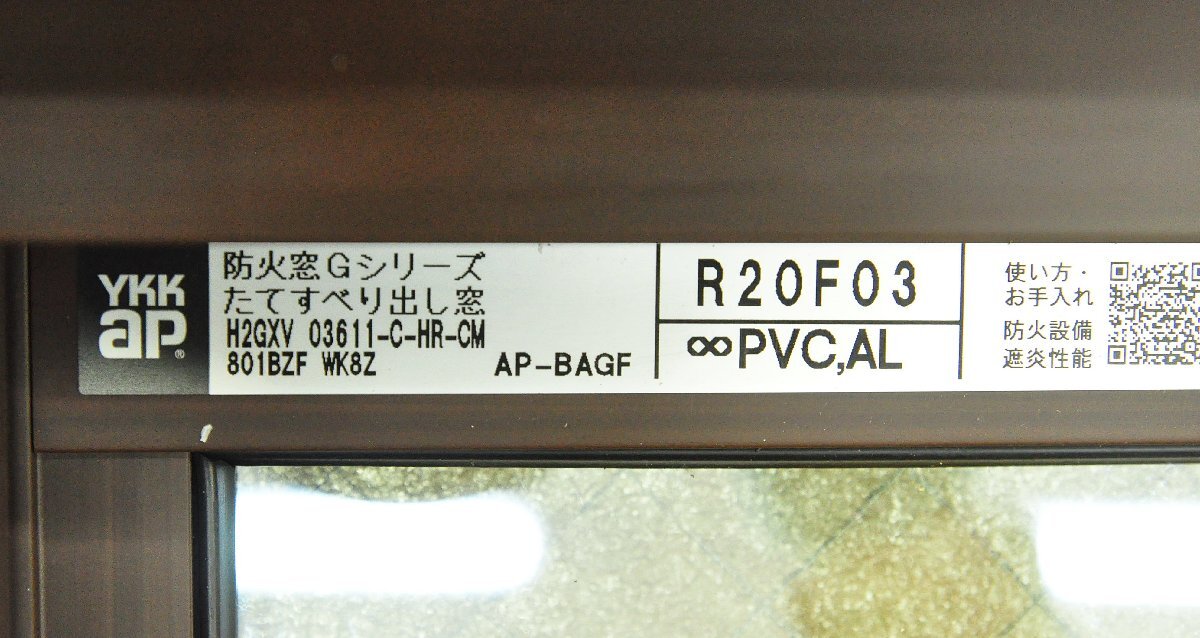 YKK
ap®
防火窓Gシリーズ
たてすべり出し窓
H2GXV 03611-C-HR-CM
801BZF WK8Z
AP-BAGF
R20F03
∞PVC,AL
使い方・
お手入れ
防火設備
遮炎性能